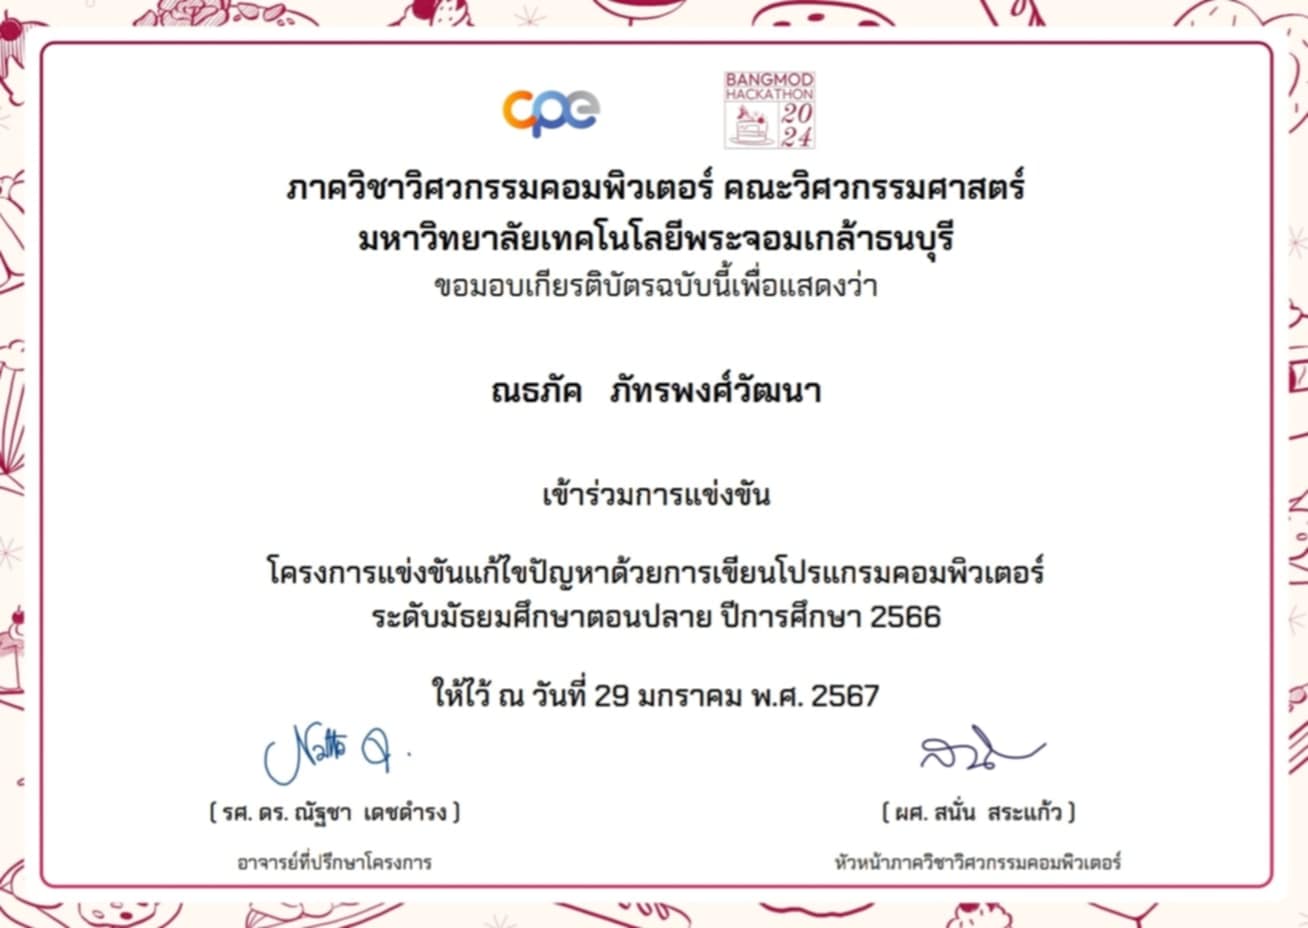 cpe
BANGMOD
HACKATHON
20
24
ภาควิชาวิศวกรรมคอมพิวเตอร์ คณะวิศวกรรมศาสตร์
มหาวิทยาลัยเทคโนโลยีพระจอมเกล้าธนบุรี
ขอมอบเกียรติบัตรฉบับนี้เพื่อแสดงว่า
ณธภัค ภัทรพงศ์วัฒนา
เข้าร่วมการแข่งขัน
โครงการแข่งขันแก้ไขปัญหาด้วยการเขียนโปรแกรมคอมพิวเตอร์
ระดับมัธยมศึกษาตอนปลาย ปีการศึกษา 2566
ให้ไว้ ณ วันที่ 29 มกราคม พ.ศ. 2567
( รศ. ดร. ณัฐชา เดชดำรง )
อาจารย์ที่ปรึกษาโครงการ
สนั่น
( ผศ. สนั่น สระแก้ว )
หัวหน้าภาควิชาวิศวกรรมคอมพิวเตอร์